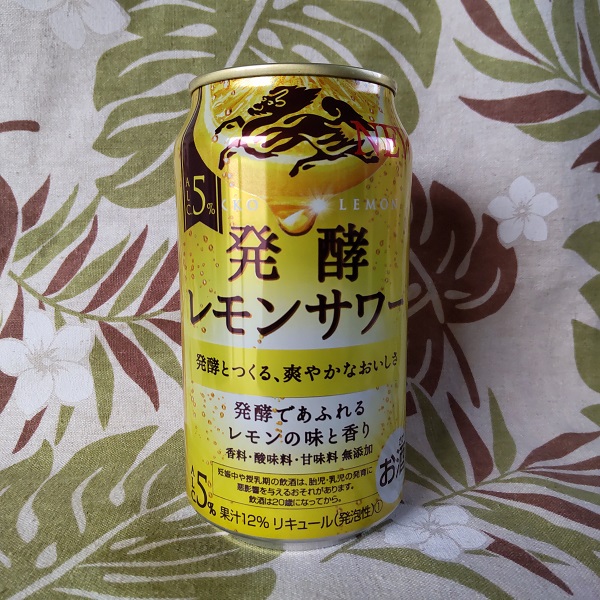 NE
ALC 5%
KKO LEMON
発酵
レモンサワー
発酵とつくる、爽やかなおいしさ
発酵であふれる
レモンの味と香り
香料・酸味料・甘味料 無添加
お酒
妊娠中や授乳期の飲酒は、胎児・乳児の発育に
悪影響を与えるおそれがあります。
飲酒は20歳になってから。
ALC 5%
果汁12% リキュール(発泡性)①